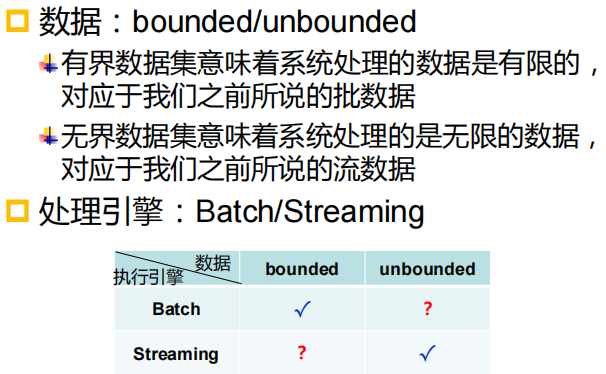 数据：bounded/unbounded
有界数据集意味着系统处理的数据是有限的，
对应于我们之前所说的批数据
无界数据集意味着系统处理的是无限的数据，
对应于我们之前所说的流数据
处理引擎：Batch/Streaming
数据
执行引擎
bounded
unbounded
Batch
√
?
Streaming
?
√